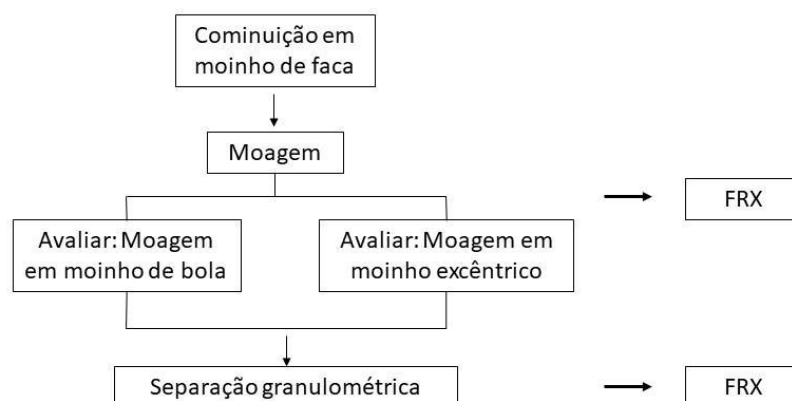 Cominuição em
moinho de faca
Moagem
FRX
Avaliar: Moagem
em moinho de bola
Avaliar: Moagem em
moinho excêntrico
Separação granulométrica
FRX